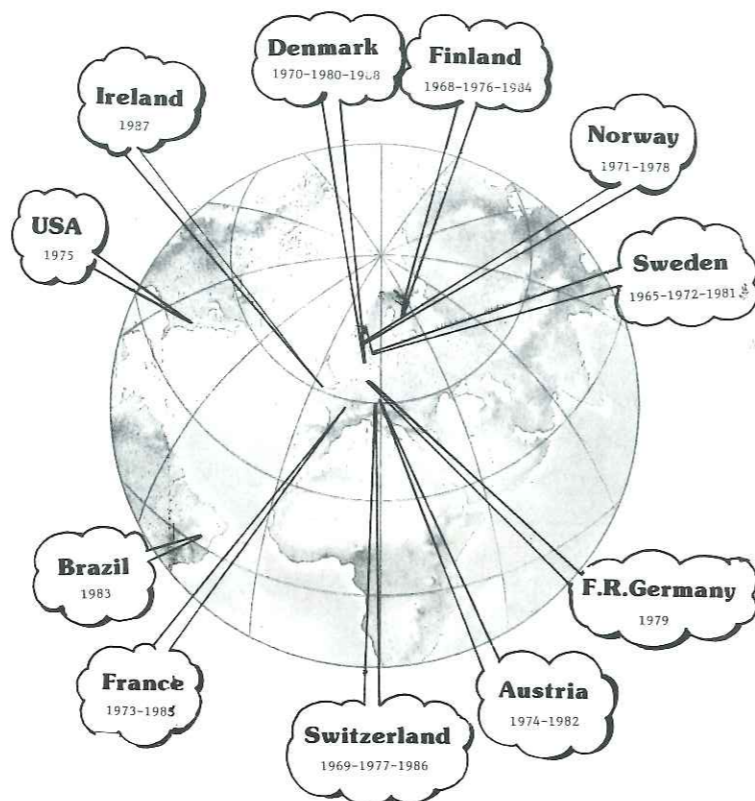 Denmark
1970-1980-1988
Finland
1968-1976-1984
Ireland
1987
Norway
1971-1978
USA
1975
Sweden
1965-1972-1981
Brazil
1983
F.R.Germany
1979
France
1973-1985
Austria
1974-1982
Switzerland
1969-1977-1986